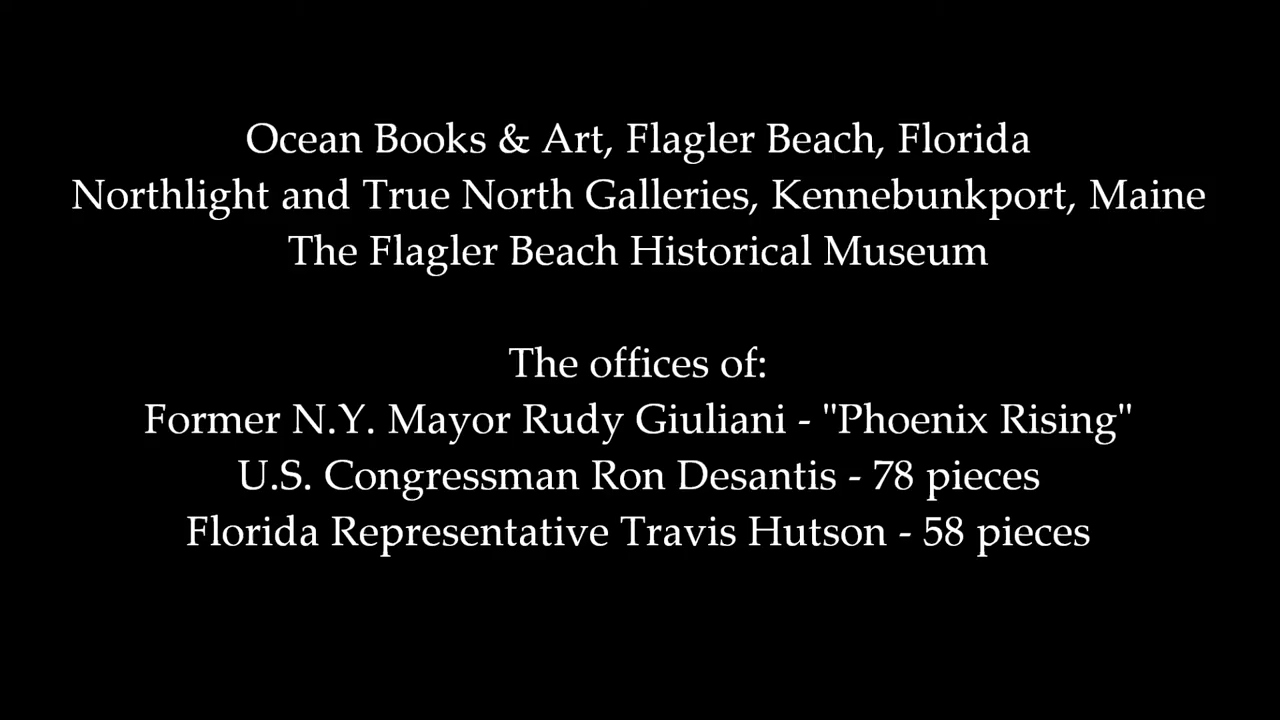 Ocean Books & Art, Flagler Beach, Florida
Northlight and True North Galleries, Kennebunkport, Maine
The Flagler Beach Historical Museum
The offices of:
Former N.Y. Mayor Rudy Giuliani - "Phoenix Rising"
U.S. Congressman Ron Desantis - 78 pieces
Florida Representative Travis Hutson - 58 pieces